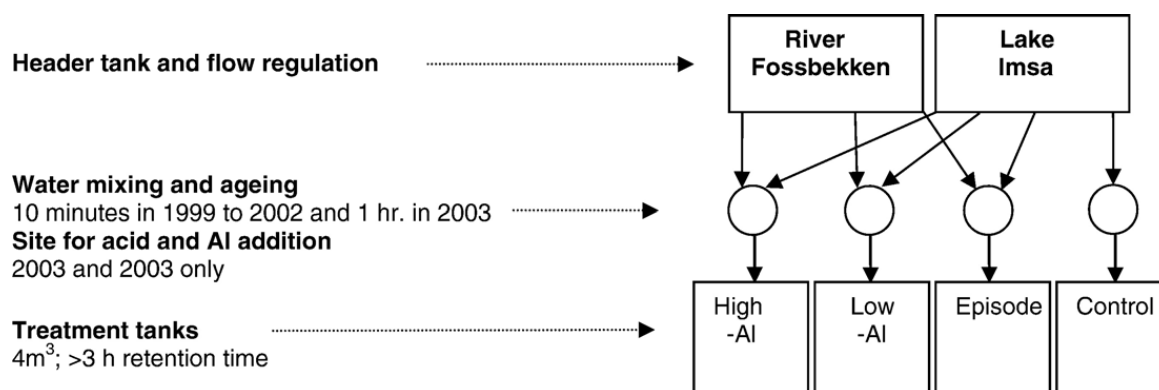 Header tank and flow regulation
River
Fossbekken
Lake
Imsa
Water mixing and ageing
10 minutes in 1999 to 2002 and 1 hr. in 2003
Site for acid and Al addition
2003 and 2003 only
Treatment tanks
4m³; >3 h retention time
High
-Al
Low
-Al
Episode
Control